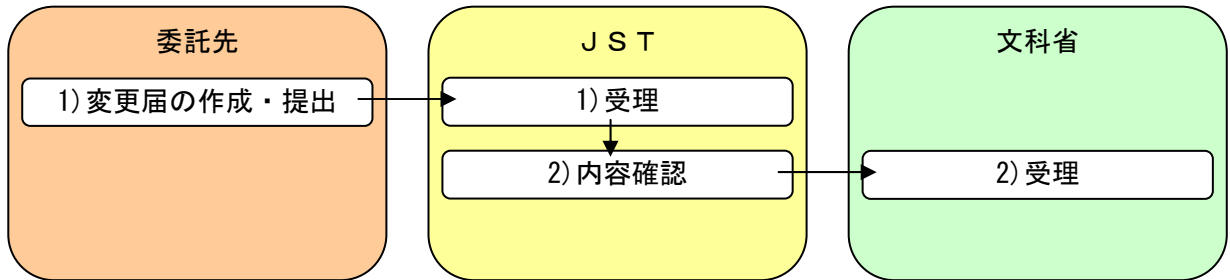 委託先
1)変更届の作成・提出
ＪＳＴ
1)受理
2)内容確認
文科省
2)受理